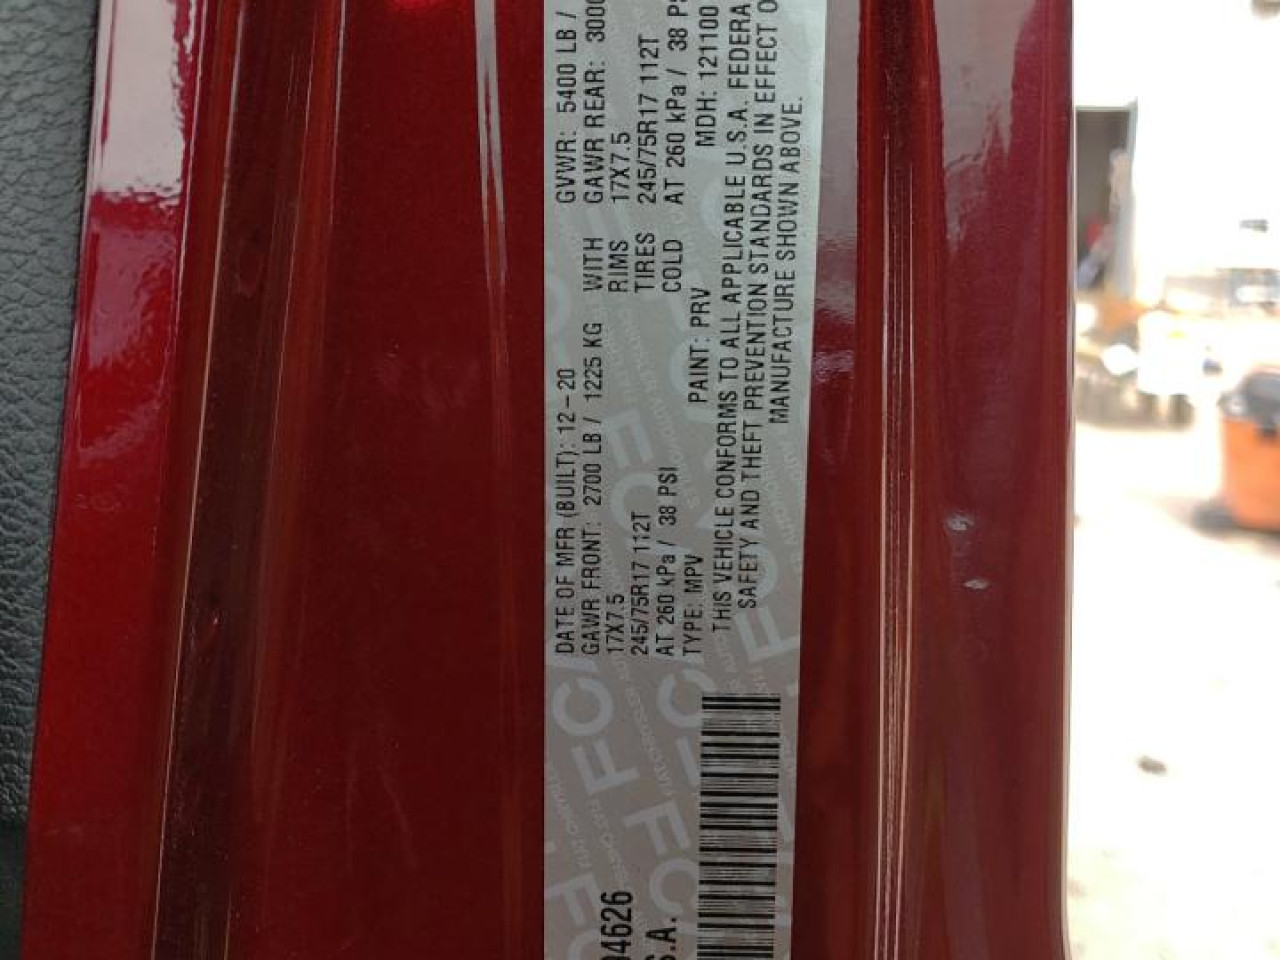 DATE OF MFR (BUILT): 12-20 GVWR: 5400 LB /
GAWR FRONT: 2700 LB / 1225 KG WITH GAWR REAR:
17X7.5 RIMS 17X7.5
245/75R17 112T TIRES 245/75R17 112T
AT 260 kPa / 38 PSI COLD AT 260 kPa / 38
TYPE: MPV PAINT: PRV MDH: 121100
THIS VEHICLE CONFORMS TO ALL APPLICABLE U.S.A. FEDERA
SAFETY AND THEFT PREVENTION STANDARDS IN EFFECT O
MANUFACTURE SHOWN ABOVE.
4626
S.A.
FCA